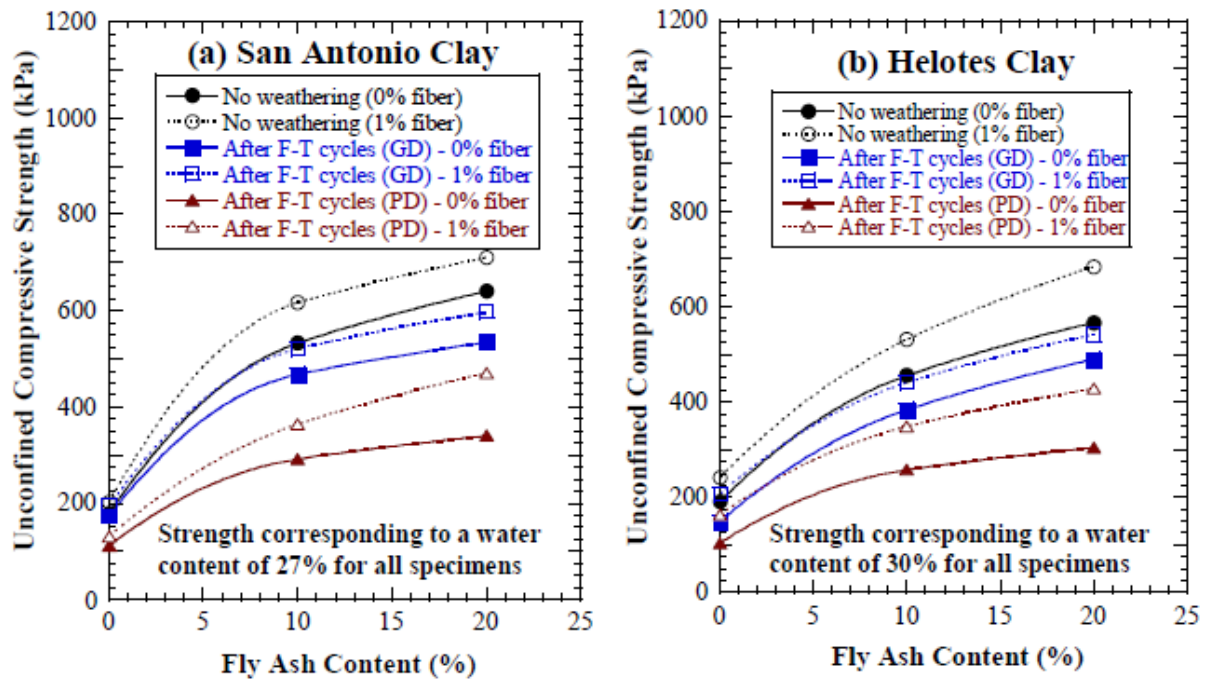 Unconfined Compressive Strength (kPa)
1200
1000
800
600
400
200
0
(a) San Antonio Clay
No weathering (0% fiber)
No weathering (1% fiber)
After F-T cycles (GD) - 0% fiber
After F-T cycles (GD) - 1% fiber
After F-T cycles (PD) - 0% fiber
After F-T cycles (PD) - 1% fiber
Strength corresponding to a water
content of 27% for all specimens
0 5 10 15 20 25
Fly Ash Content (%)
Unconfined Compressive Strength (kPa)
1200
1000
800
600
400
200
0
(b) Helotes Clay
No weathering (0% fiber)
No weathering (1% fiber)
After F-T cycles (GD) - 0% fiber
After F-T cycles (GD) - 1% fiber
After F-T cycles (PD) - 0% fiber
After F-T cycles (PD) - 1% fiber
Strength corresponding to a water
content of 30% for all specimens
0 5 10 15 20 25
Fly Ash Content (%)